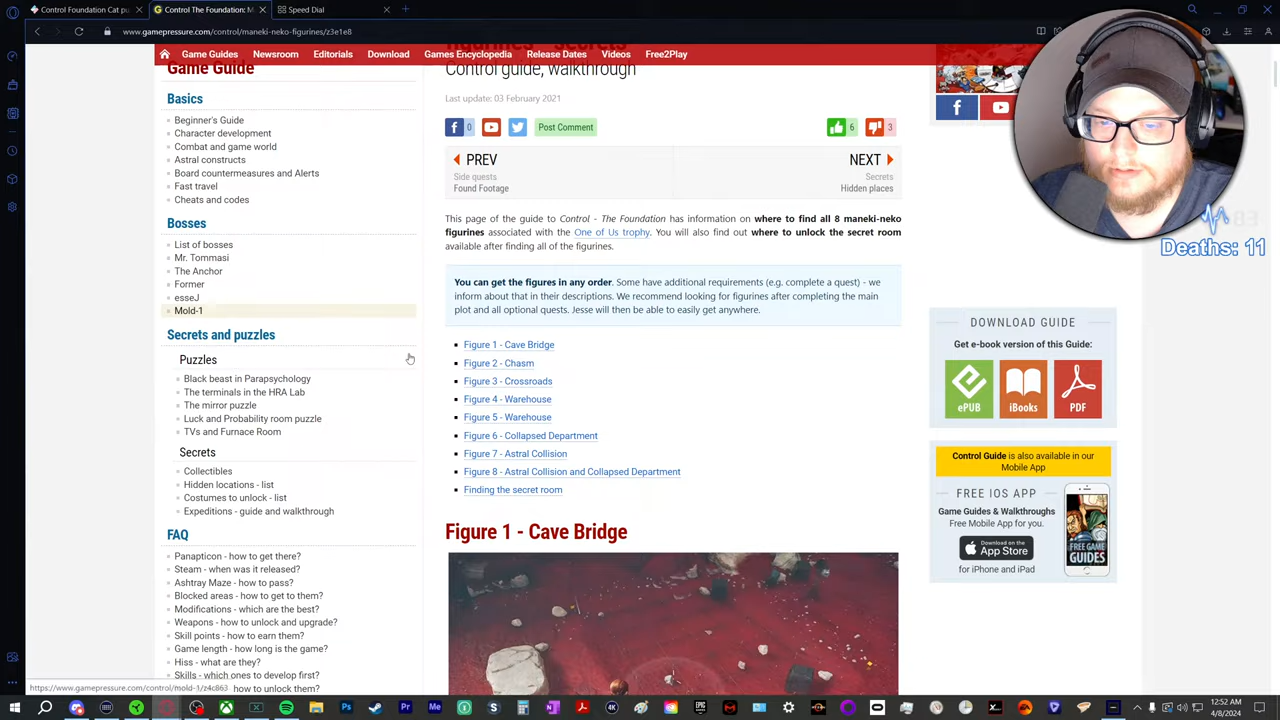 Control Foundation Cat pu
Control The Foundation: M
Speed Dial
www.gamepressure.com/control/maneki-neko-figurines/z3e1e8
Game Guides
Newsroom
Editorials
Download
Games Encyclopedia
Release Dates
Videos
Free2Play
Game Guide
Basics
Beginner's Guide
Character development
Combat and game world
Astral constructs
Board countermeasures and Alerts
Fast travel
Cheats and codes
Bosses
List of bosses
Mr. Tommasi
The Anchor
Former
esseJ
Mold-1
Secrets and puzzles
Puzzles
Black beast in Parapsychology
The terminals in the HRA Lab
The mirror puzzle
Luck and Probability room puzzle
TVs and Furnace Room
Secrets
Collectibles
Hidden locations - list
Costumes to unlock - list
Expeditions - guide and walkthrough
FAQ
Panapticon - how to get there?
Steam - when was it released?
Ashtray Maze - how to pass?
Blocked areas - how to get to them?
Modifications - which are the best?
Weapons - how to unlock and upgrade?
Skill points - how to earn them?
Game length - how long is the game?
Hiss - what are they?
Skills - which ones to develop first?
how to unlock them?
https://www.gamepressure.com/control/mold-1/z4c863
figurines - secrets
Control guide, walkthrough
Last update: 03 February 2021
0
Post Comment
6
3
PREV
Side quests
Found Footage
NEXT
Secrets
Hidden places
This page of the guide to Control - The Foundation has information on where to find all 8 maneki-neko
figurines associated with the One of Us trophy. You will also find out where to unlock the secret room
available after finding all of the figurines.
You can get the figures in any order. Some have additional requirements (e.g. complete a quest) - we
inform about that in their descriptions. We recommend looking for figurines after completing the main
plot and all optional quests. Jesse will then be able to easily get anywhere.
Figure 1 - Cave Bridge
Figure 2 - Chasm
Figure 3 - Crossroads
Figure 4 - Warehouse
Figure 5 - Warehouse
Figure 6 - Collapsed Department
Figure 7 - Astral Collision
Figure 8 - Astral Collision and Collapsed Department
Finding the secret room
Figure 1 - Cave Bridge
83
Deaths: 11
DOWNLOAD GUIDE
Get e-book version of this Guide:
ePUB
iBooks
PDF
Control Guide is also available in our
Mobile App
FREE IOS APP
Game Guides & Walkthroughs
Free Mobile App for you.
Download on the
App Store
for iPhone and iPad
FREE GAME
GUIDES
12:52 AM
4/8/2024